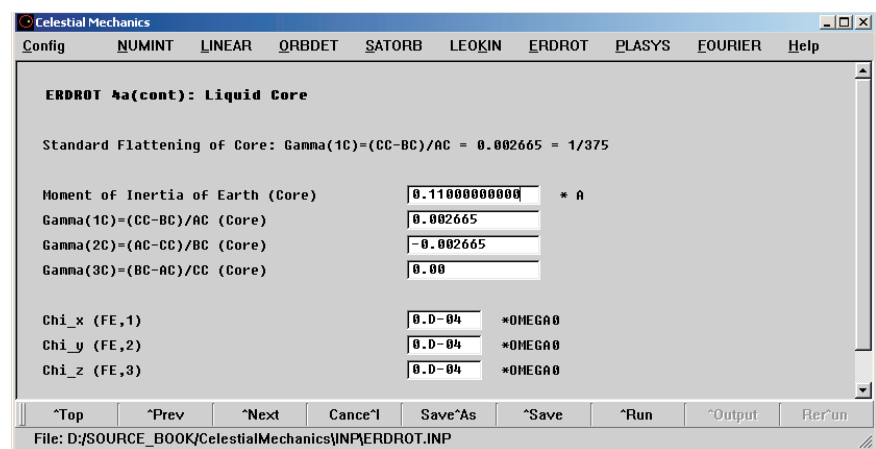 Celestial Mechanics
Config NUMINT LINEAR ORBDET SATORB LEOKIN ERDROT PLASYS FOURIER Help
ERDROT 4a(cont): Liquid Core
Standard Flattening of Core: Gamma(1C)=(CC-BC)/AC = 0.002665 = 1/375
Moment of Inertia of Earth (Core) 0.11000000000 * A
Gamma(1C)=(CC-BC)/AC (Core) 0.002665
Gamma(2C)=(AC-CC)/BC (Core) -0.002665
Gamma(3C)=(BC-AC)/CC (Core) 0.00
Chi_x (FE,1) 0.D-04 *OMEGA0
Chi_y (FE,2) 0.D-04 *OMEGA0
Chi_z (FE,3) 0.D-04 *OMEGA0
^Top ^Prev ^Next Cance^l Save^As ^Save ^Run ^Output Rer^un
File: D:/SOURCE_BOOK/CelestialMechanics\INP\ERDROT.INP